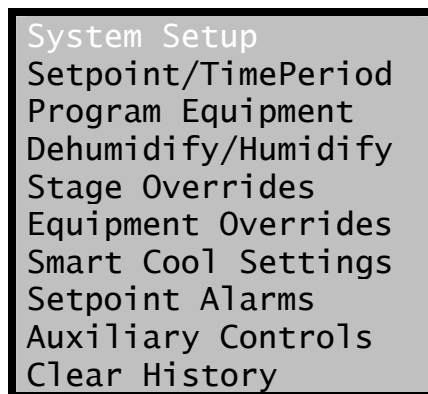 System Setup
Setpoint/TimePeriod
Program Equipment
Dehumidify/Humidify
Stage Overrides
Equipment Overrides
Smart Cool Settings
Setpoint Alarms
Auxiliary Controls
Clear History